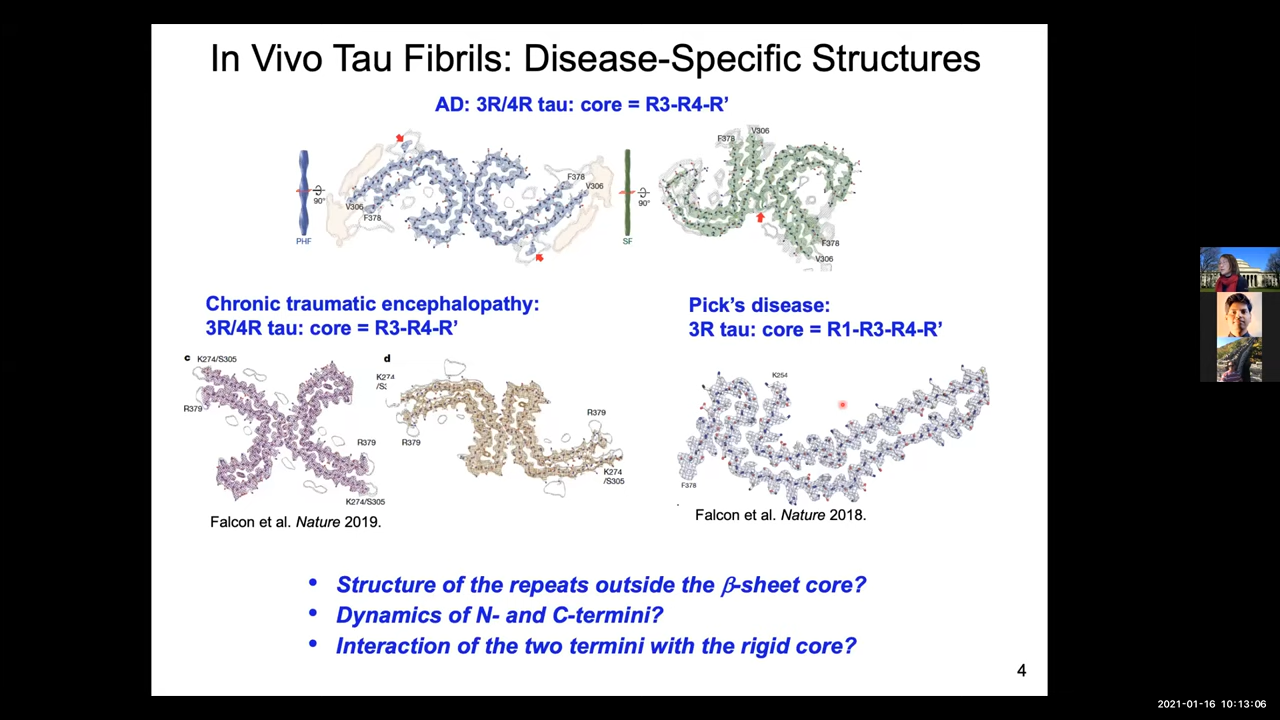 In Vivo Tau Fibrils: Disease-Specific Structures
AD: 3R/4R tau: core = R3-R4-R’
F378
V306
F378
V306
90°
V306
F378
90°
PHF
SF
F378
V306
Chronic traumatic encephalopathy:
3R/4R tau: core = R3-R4-R’
Pick’s disease:
3R tau: core = R1-R3-R4-R’
c K274/S305
d
K274
/S:
K254
R379
R379
R379
R379
K274
/S305
K274/S305
F378
Falcon et al. Nature 2019.
Falcon et al. Nature 2018.
• Structure of the repeats outside the β-sheet core?
• Dynamics of N- and C-termini?
• Interaction of the two termini with the rigid core?
4
2021-01-16 10:13:06